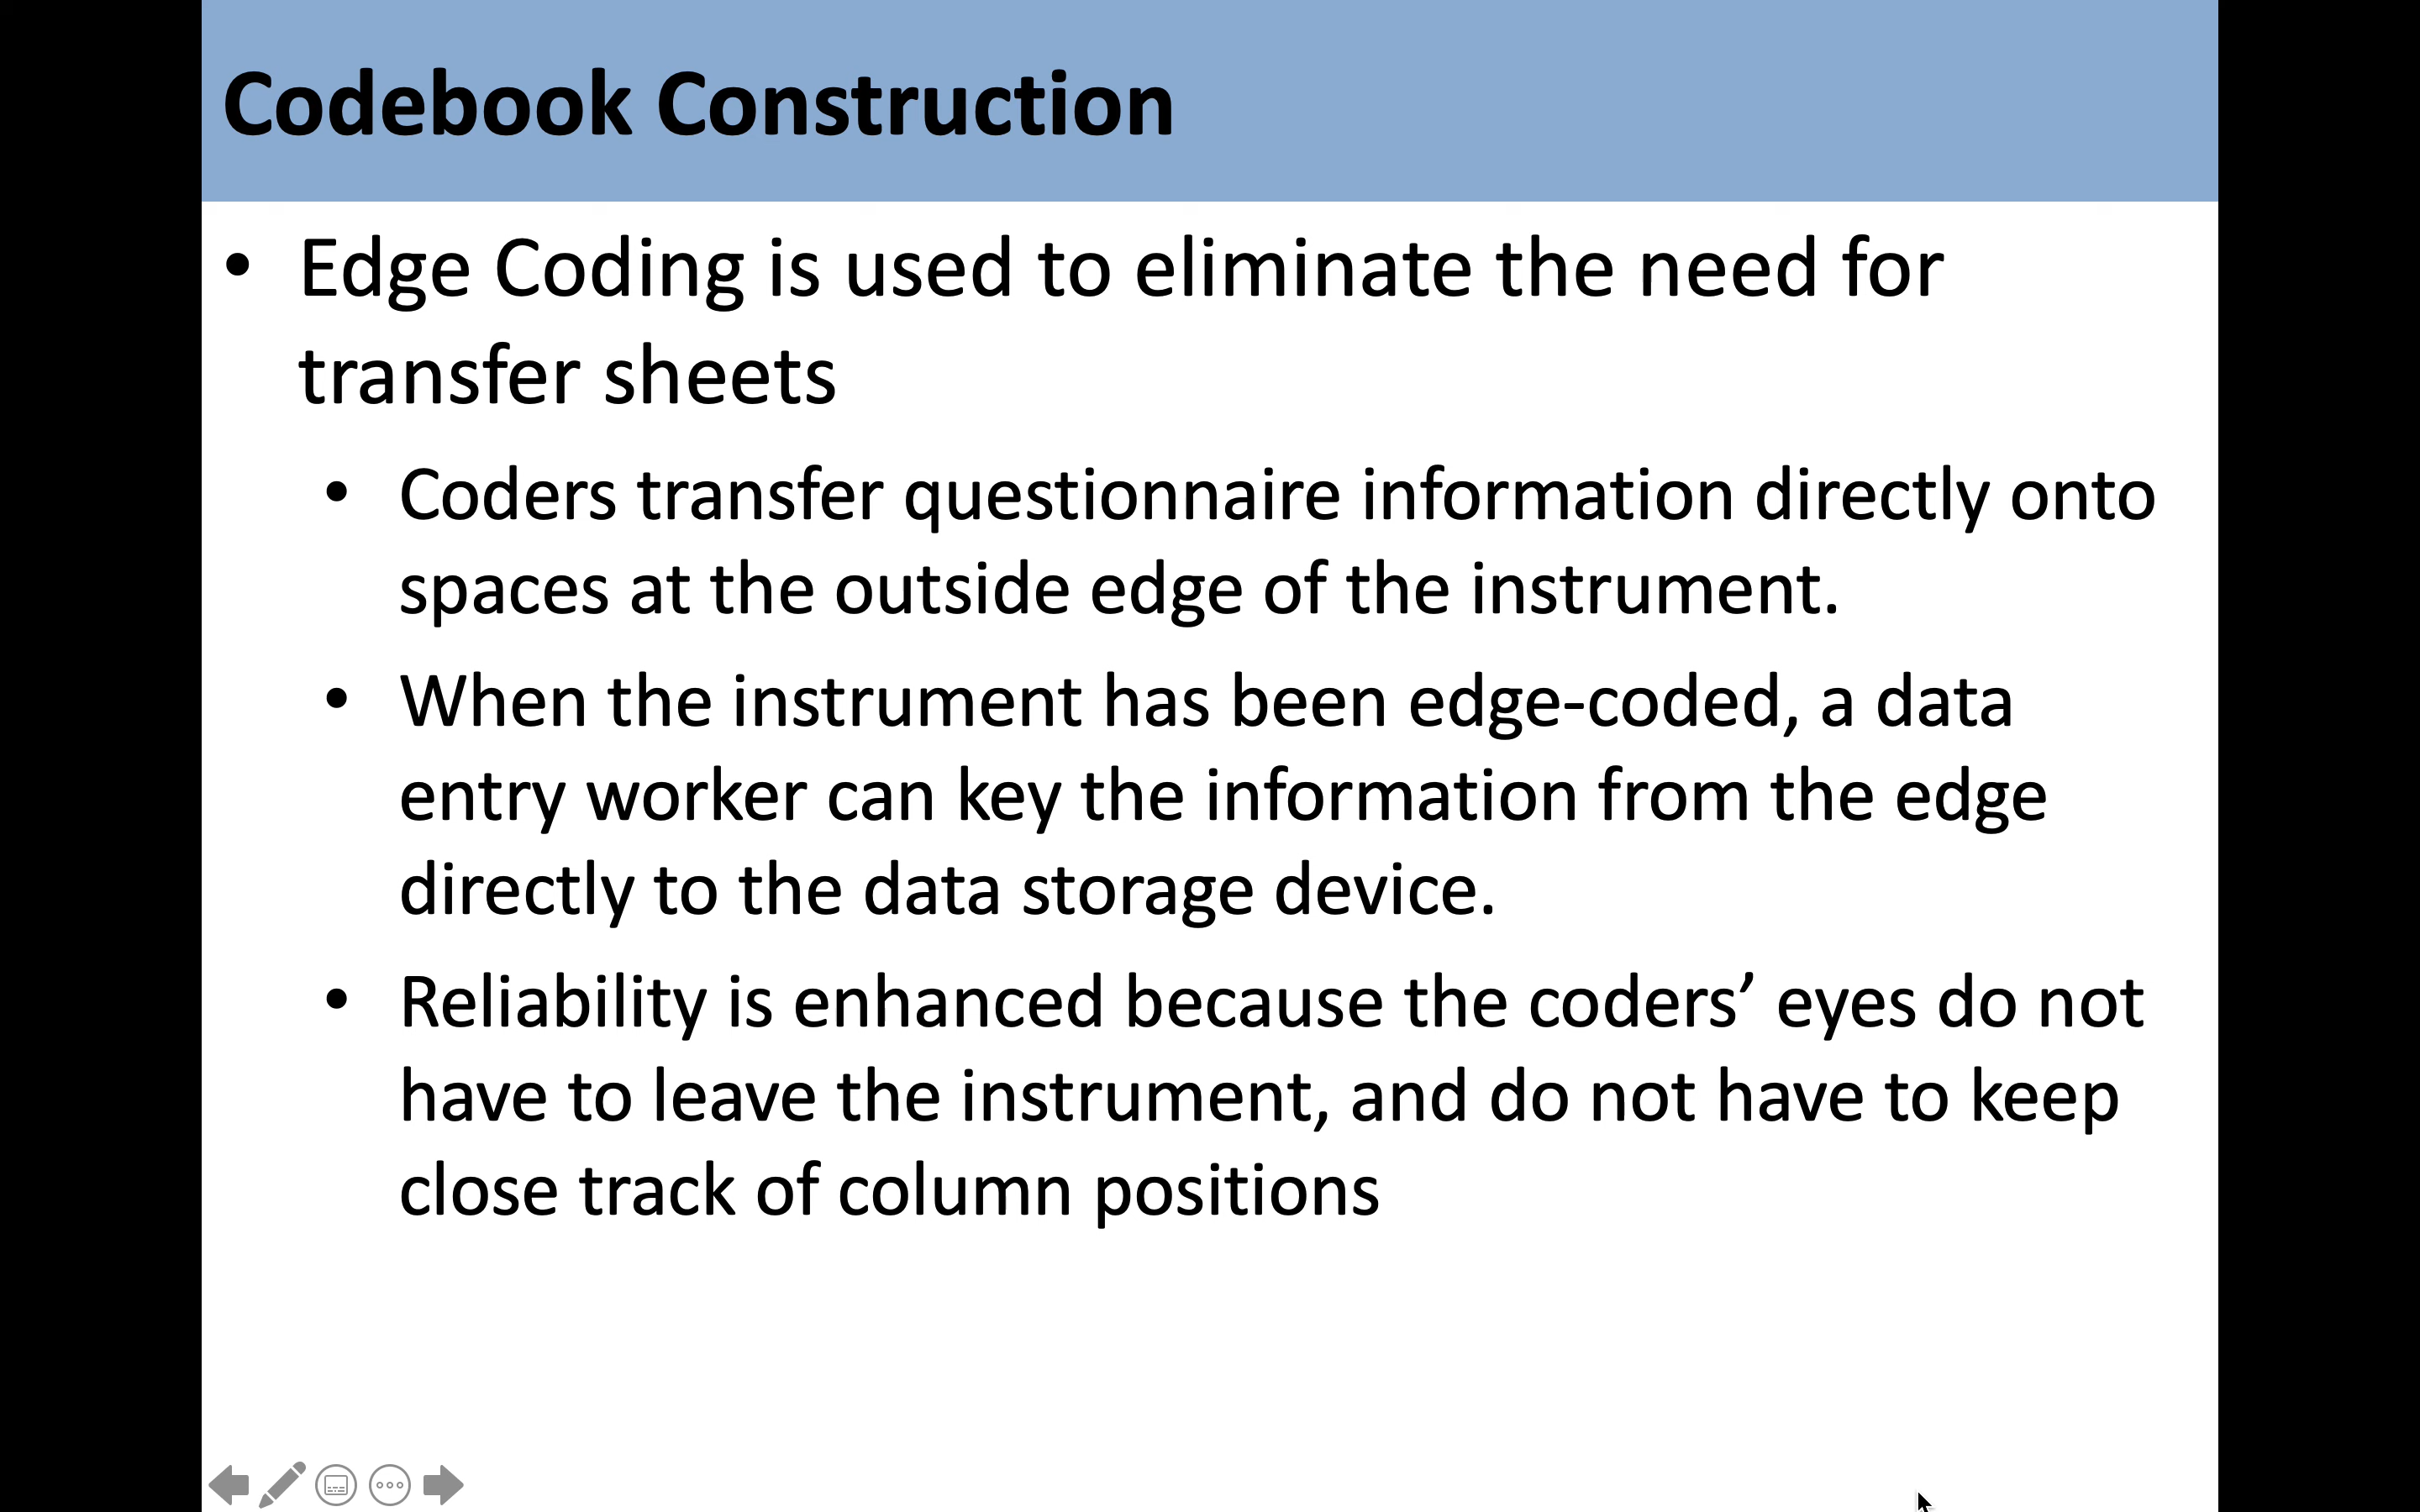 Codebook Construction
• Edge Coding is used to eliminate the need for
transfer sheets
• Coders transfer questionnaire information directly onto
spaces at the outside edge of the instrument.
• When the instrument has been edge-coded, a data
entry worker can key the information from the edge
directly to the data storage device.
• Reliability is enhanced because the coders’ eyes do not
have to leave the instrument, and do not have to keep
close track of column positions